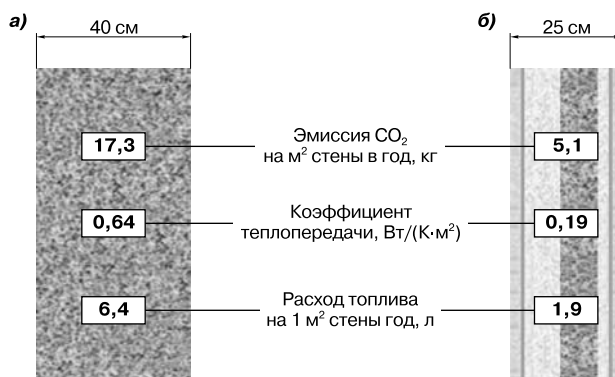 а)
40 см
б)
25 см
17,3
Эмиссия CO₂
на м² стены в год, кг
5,1
0,64
Коэффициент
теплопередачи, Вт/(К·м²)
0,19
6,4
Расход топлива
на 1 м² стены год, л
1,9